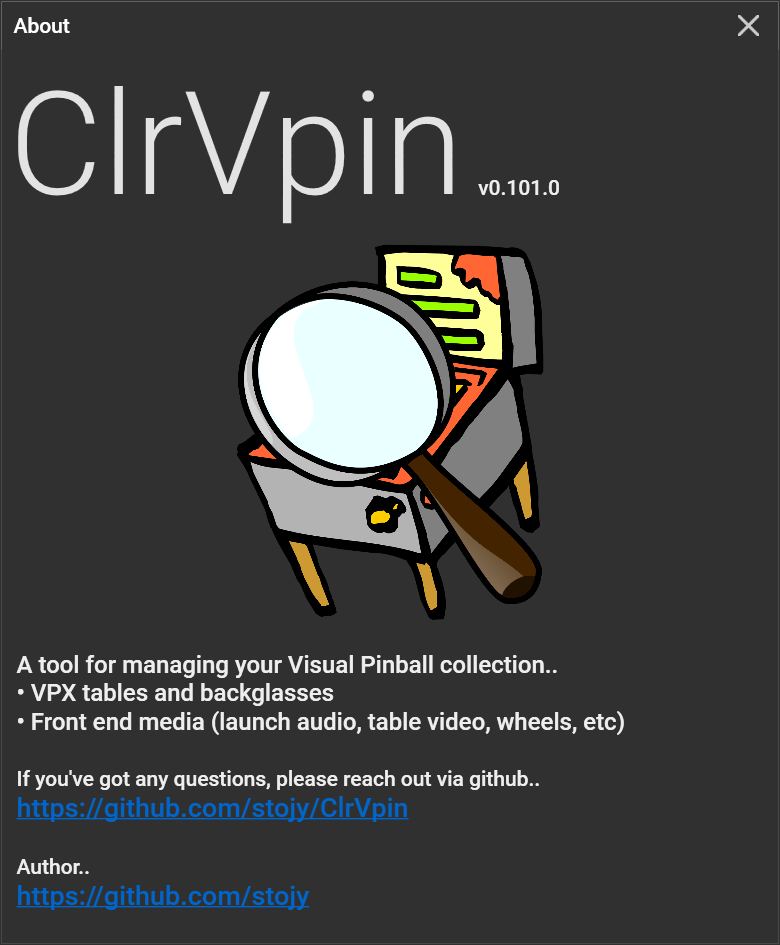 About
ClrVpin v0.101.0
A tool for managing your Visual Pinball collection..
• VPX tables and backglasses
• Front end media (launch audio, table video, wheels, etc)
If you've got any questions, please reach out via github..
https://github.com/stojy/ClrVpin
Author..
https://github.com/stojy